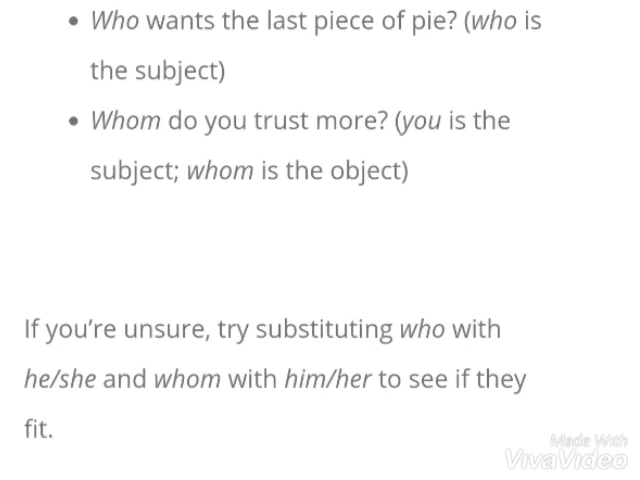 • Who wants the last piece of pie? (who is
the subject)
• Whom do you trust more? (you is the
subject; whom is the object)
If you’re unsure, try substituting who with
he/she and whom with him/her to see if they
fit.
Made With
VivaVideo